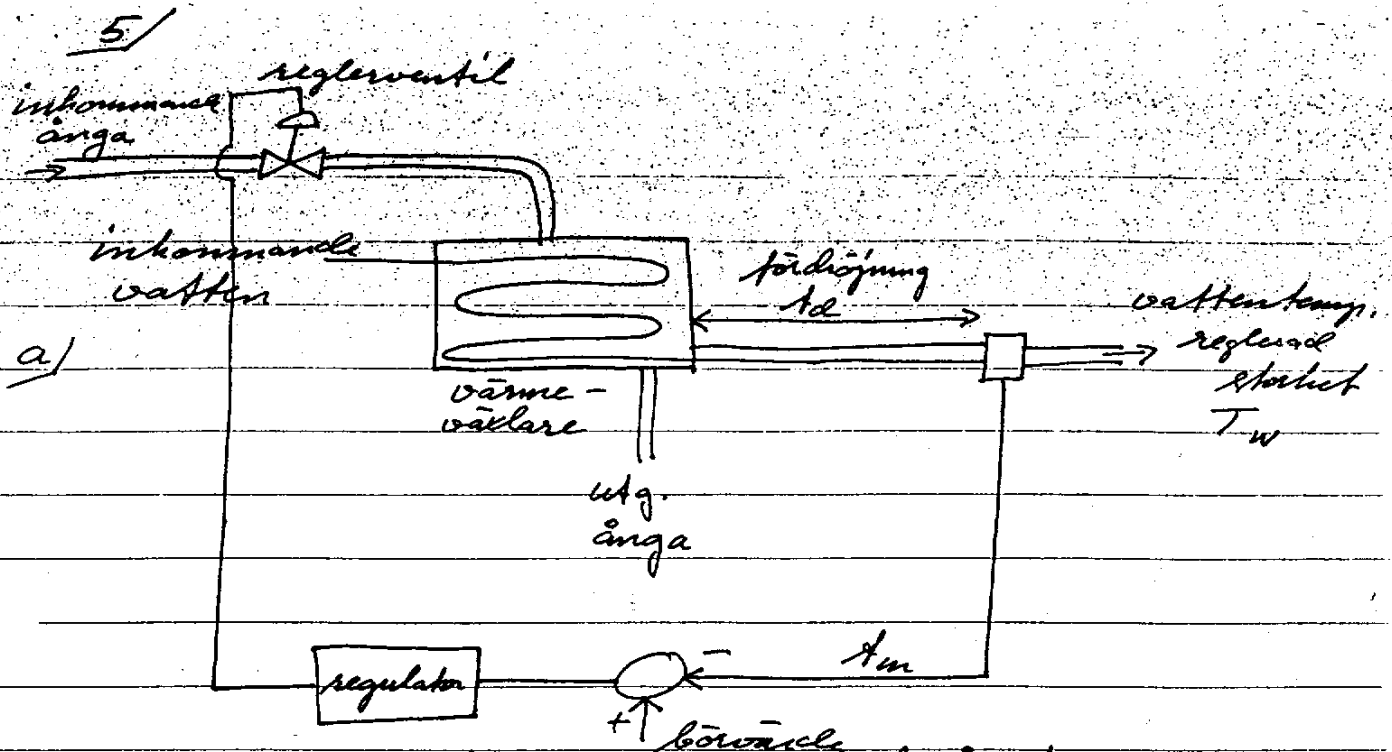 5/
reglerventil
inkommande
ånga
inkommande
vatten
fördröjning
td
vattentemp.
reglerad
storhet
Tw
a/
värme-
växlare
utg.
ånga
regulator
tm
-
+
börvärde